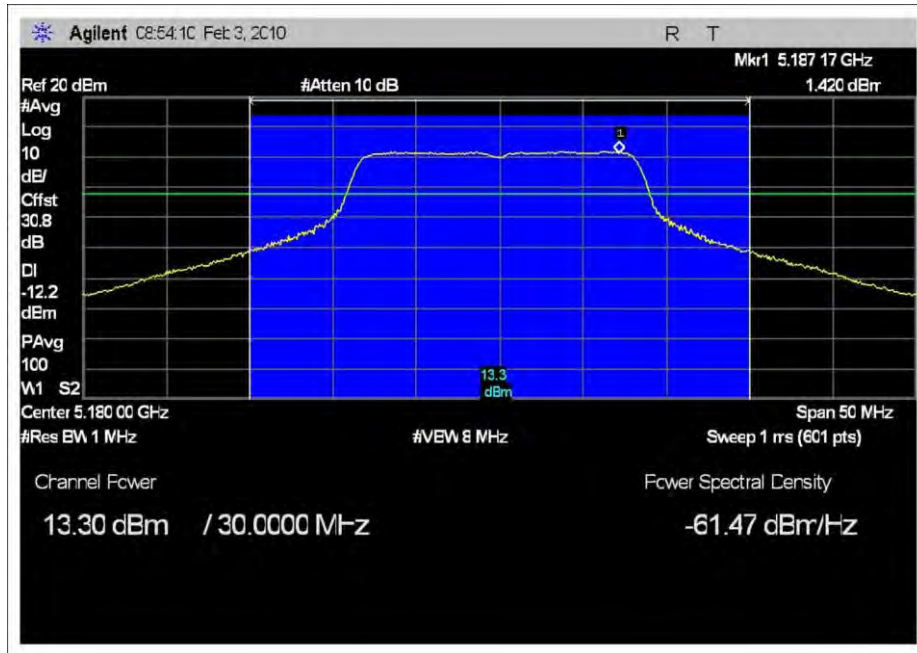 Agilent 08:54:10 Feb 3, 2010 R T
Mkr1 5.187 17 GHz
Ref 20 dBm #Atten 10 dB 1.420 dBm
#Avg
Log
10
dB/
Offst
30.8
dB
DI
-12.2
dBm
PAvg
100
W1 S2
1
13.3
dBm
Center 5.180 00 GHz Span 50 MHz
#Res BW 1 MHz #VBW 8 MHz Sweep 1 ms (601 pts)
Channel Power Power Spectral Density
13.30 dBm / 30.0000 MHz -61.47 dBm/Hz